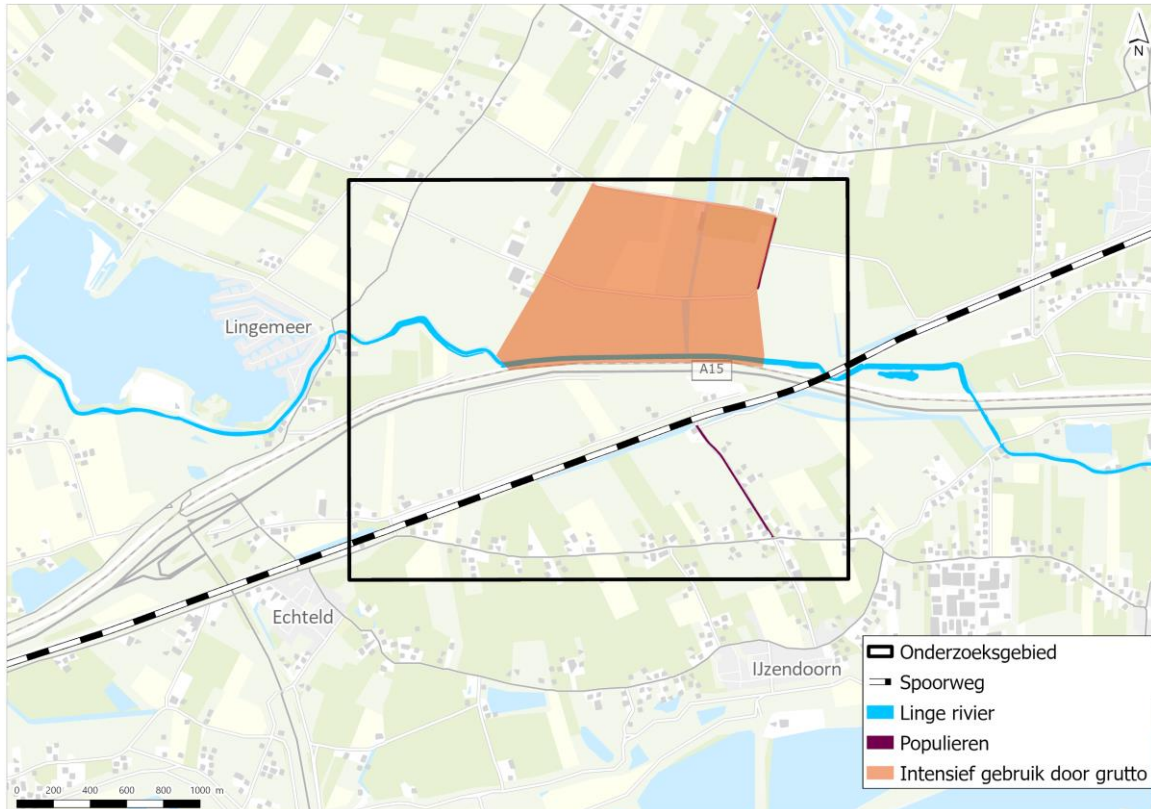 N
Lingemeer
A15
Echteld
IJzendoorn
Onderzoeksgebied
Spoorweg
Linge rivier
Populieren
Intensief gebruik door grutto
0 200 400 600 800 1000 m